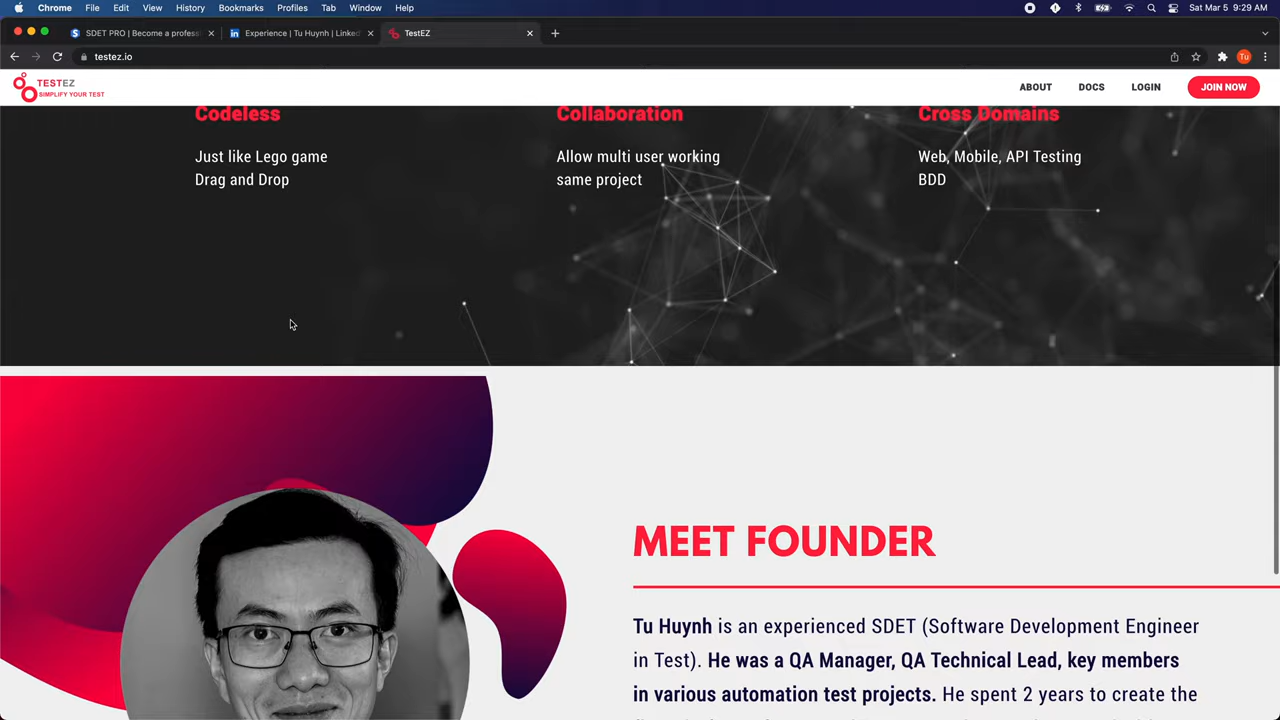 Chrome File Edit View History Bookmarks Profiles Tab Window Help Sat Mar 5 9:29 AM
SDET PRO | Become a profess Experience | Tu Huynh | Linked TestEZ
testez.io Tu
TESTEZ
SIMPLIFY YOUR TEST
ABOUT DOCS LOGIN JOIN NOW
Codeless Collaboration Cross Domains
Just like Lego game Allow multi user working Web, Mobile, API Testing
Drag and Drop same project BDD
MEET FOUNDER
Tu Huynh is an experienced SDET (Software Development Engineer
in Test). He was a QA Manager, QA Technical Lead, key members
in various automation test projects. He spent 2 years to create the